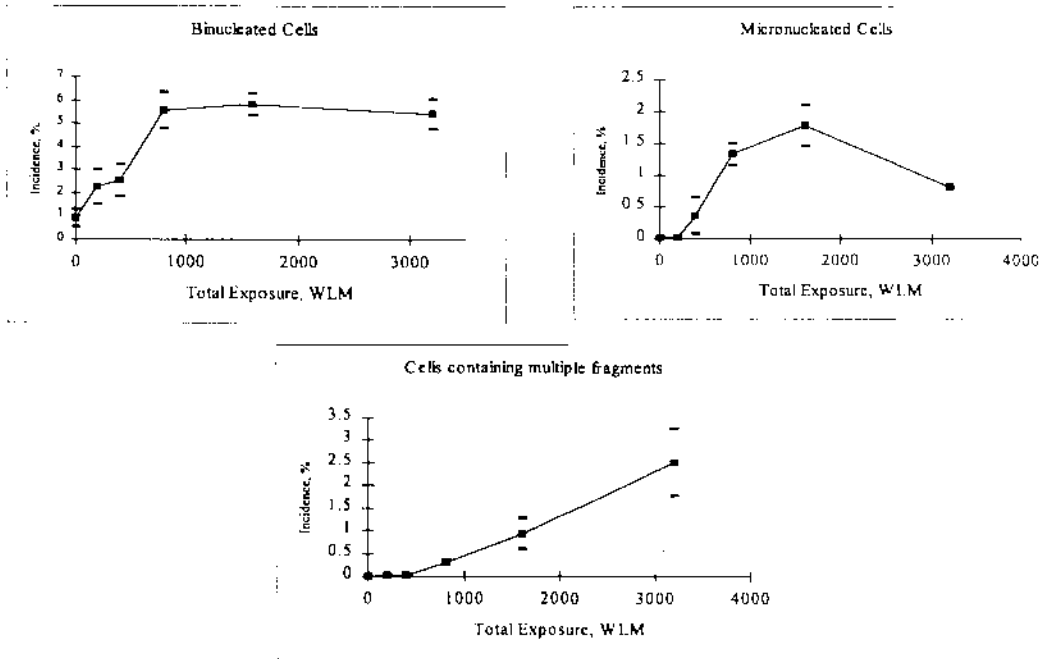 Binucleated Cells
7
6
5
4
3
2
1
0
Incidence, %
0 1000 2000 3000
Total Exposure, WLM
Micronucleated Cells
2.5
2
1.5
1
0.5
0
Incidence, %
0 1000 2000 3000 4000
Total Exposure, WLM
Cells containing multiple fragments
3.5
3
2.5
2
1.5
1
0.5
0
Incidence, %
0 1000 2000 3000 4000
Total Exposure, WLM